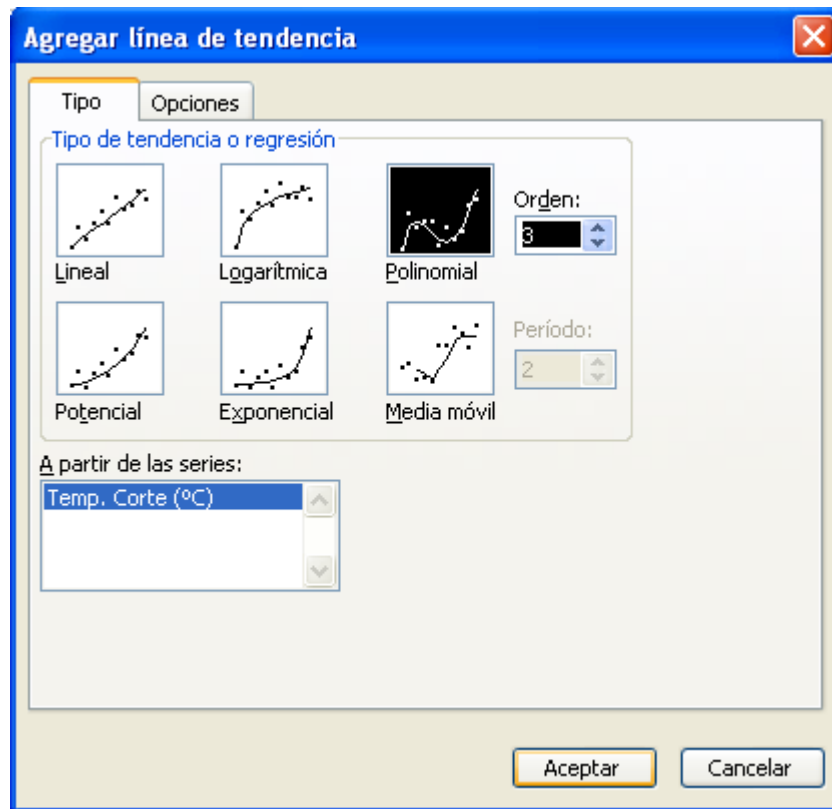 Agregar línea de tendencia
Tipo Opciones
Tipo de tendencia o regresión
Orden:
3
Lineal Logarítmica Polinomial
Período:
2
Potencial Exponencial Media móvil
A partir de las series:
Temp. Corte (ºC)
Aceptar Cancelar